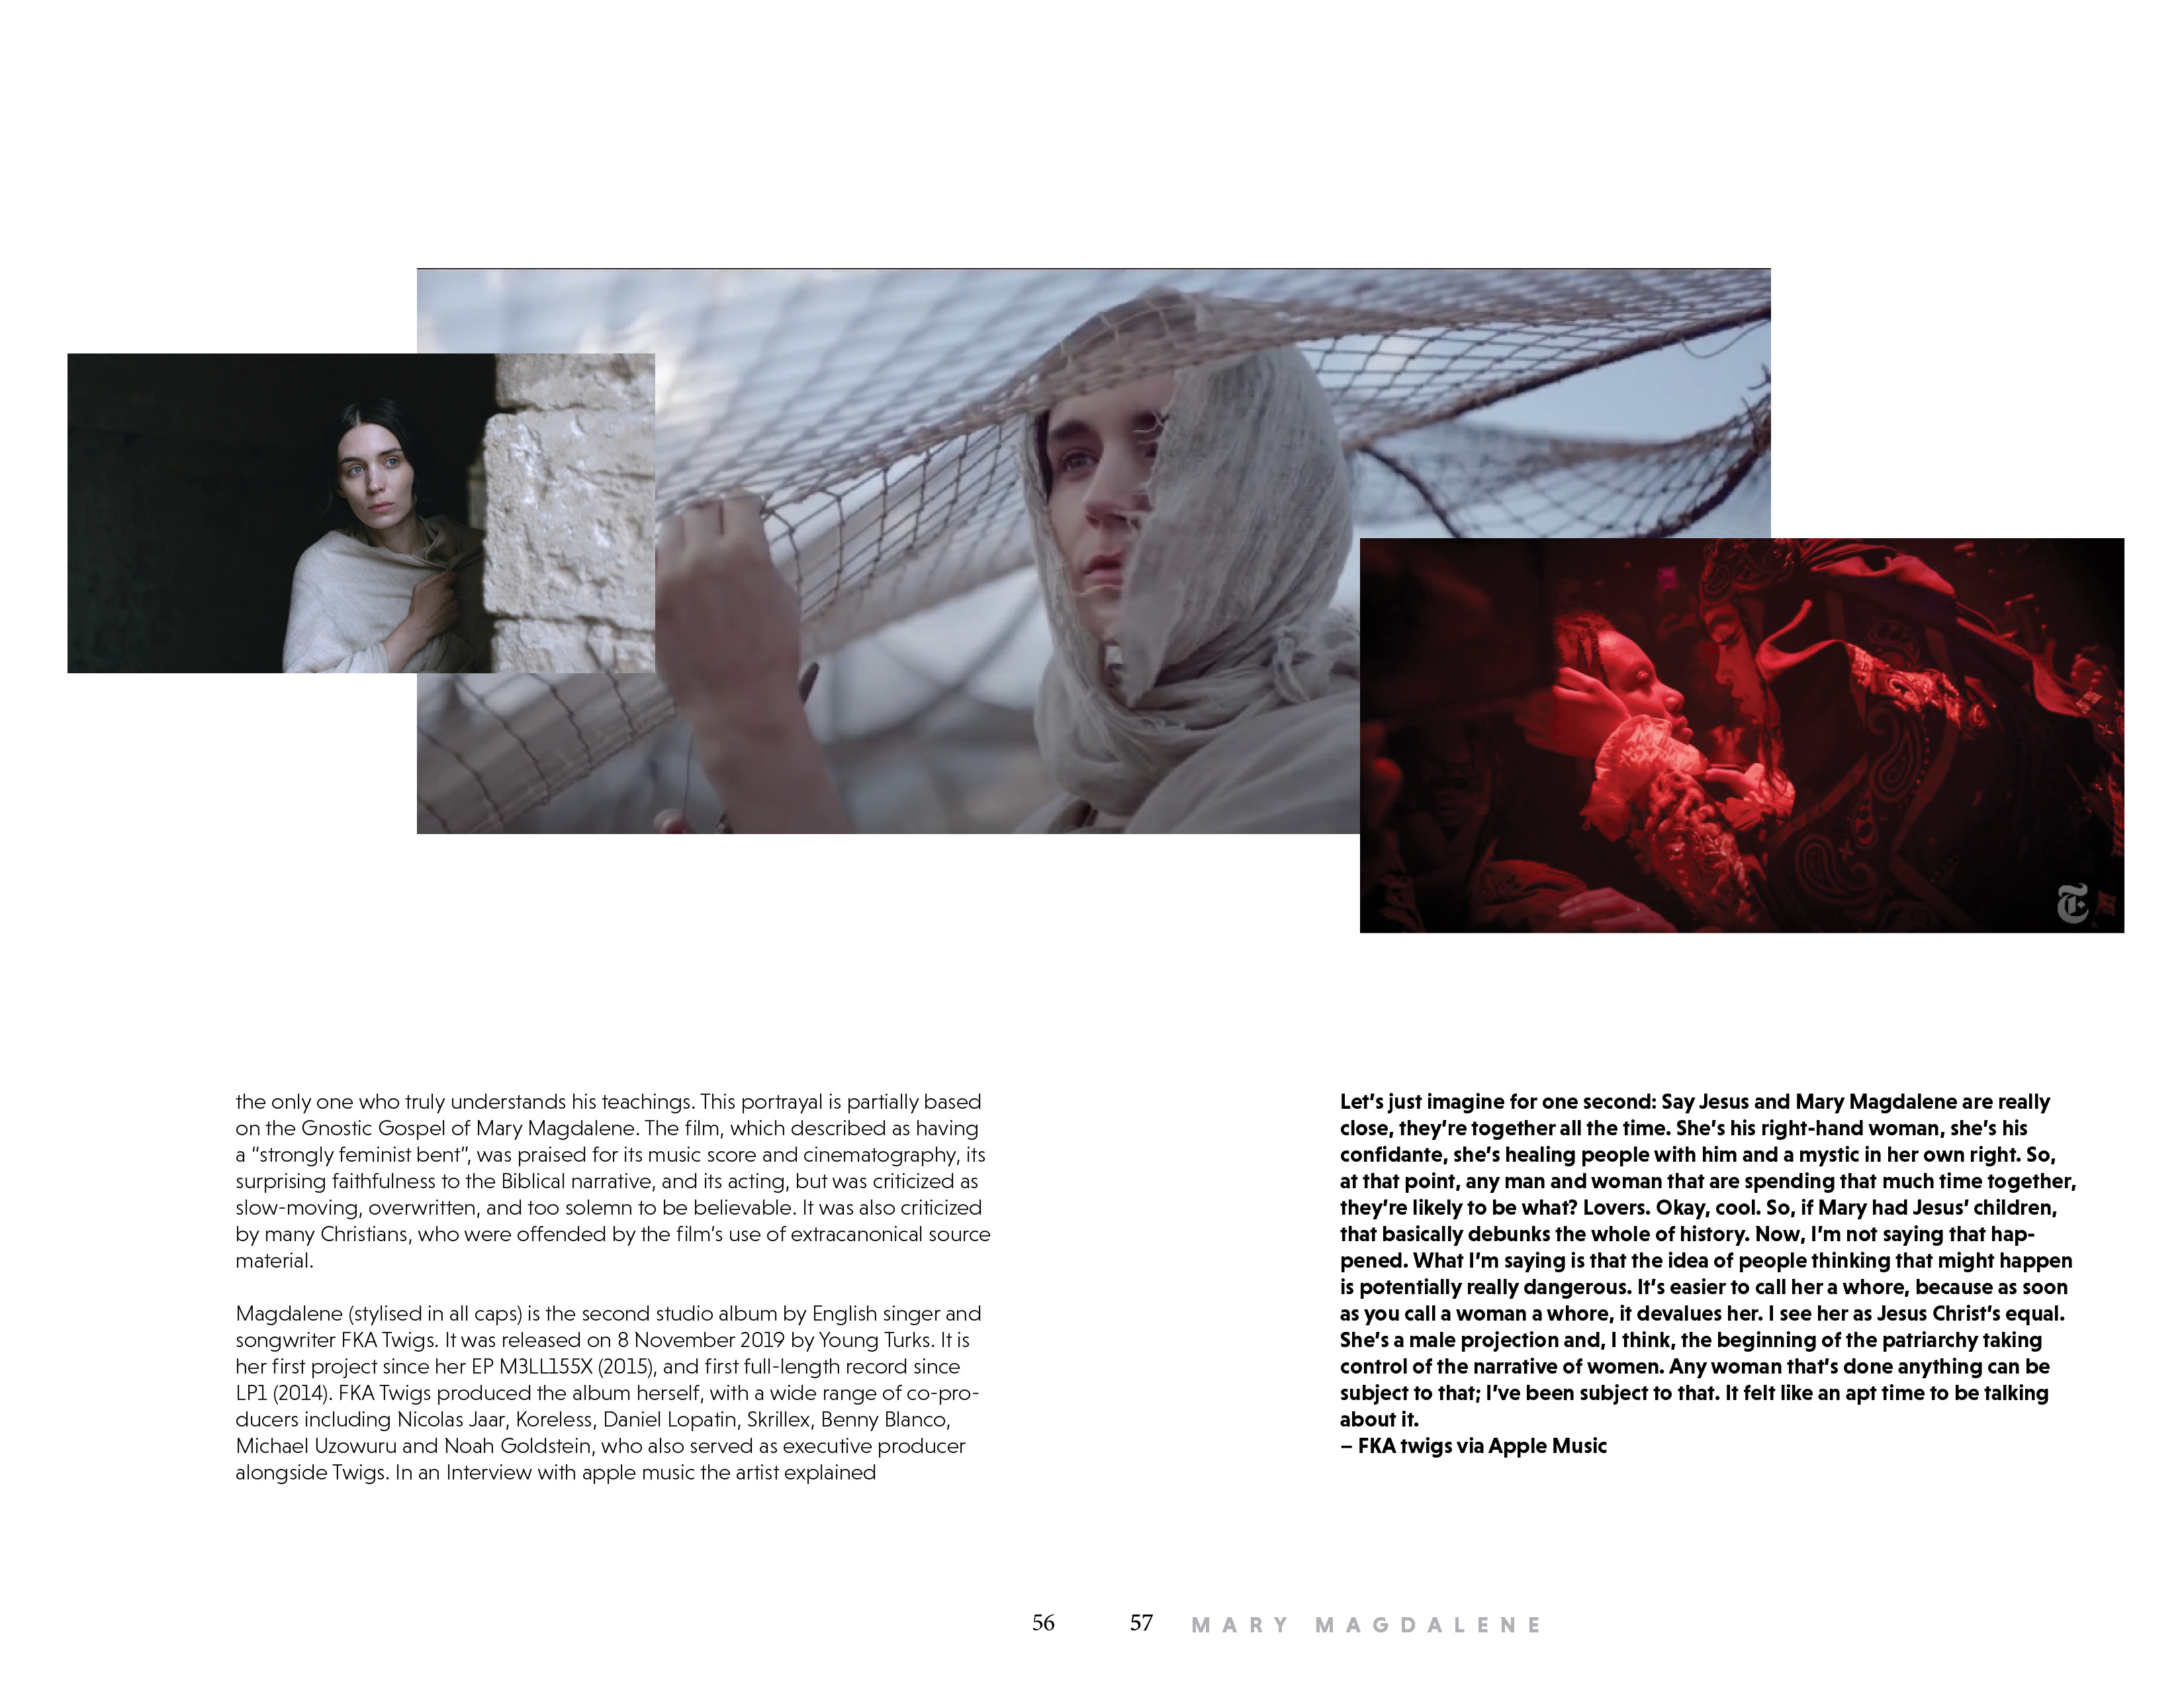 the only one who truly understands his teachings. This portrayal is partially based
on the Gnostic Gospel of Mary Magdalene. The film, which described as having
a “strongly feminist bent”, was praised for its music score and cinematography, its
surprising faithfulness to the Biblical narrative, and its acting, but was criticized as
slow-moving, overwritten, and too solemn to be believable. It was also criticized
by many Christians, who were offended by the film’s use of extracanonical source
material.
Magdalene (stylised in all caps) is the second studio album by English singer and
songwriter FKA Twigs. It was released on 8 November 2019 by Young Turks. It is
her first project since her EP M3LL155X (2015), and first full-length record since
LP1 (2014). FKA Twigs produced the album herself, with a wide range of co-pro-
ducers including Nicolas Jaar, Koreless, Daniel Lopatin, Skrillex, Benny Blanco,
Michael Uzowuru and Noah Goldstein, who also served as executive producer
alongside Twigs. In an Interview with apple music the artist explained
Let’s just imagine for one second: Say Jesus and Mary Magdalene are really
close, they’re together all the time. She’s his right-hand woman, she’s his
confidante, she’s healing people with him and a mystic in her own right. So,
at that point, any man and woman that are spending that much time together,
they’re likely to be what? Lovers. Okay, cool. So, if Mary had Jesus’ children,
that basically debunks the whole of history. Now, I’m not saying that hap-
pened. What I’m saying is that the idea of people thinking that might happen
is potentially really dangerous. It’s easier to call her a whore, because as soon
as you call a woman a whore, it devalues her. I see her as Jesus Christ’s equal.
She’s a male projection and, I think, the beginning of the patriarchy taking
control of the narrative of women. Any woman that’s done anything can be
subject to that; I’ve been subject to that. It felt like an apt time to be talking
about it.
– FKA twigs via Apple Music
56
57 MARY MAGDALENE
T